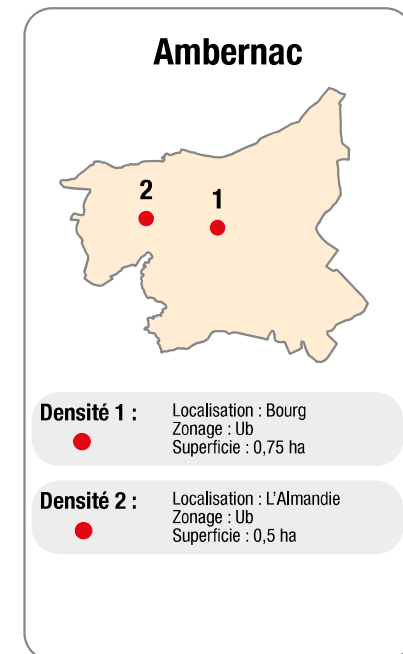 Ambernac
2
1
Densité 1 :
Localisation : Bourg
Zonage : Ub
Superficie : 0,75 ha
Densité 2 :
Localisation : L'Almandie
Zonage : Ub
Superficie : 0,5 ha